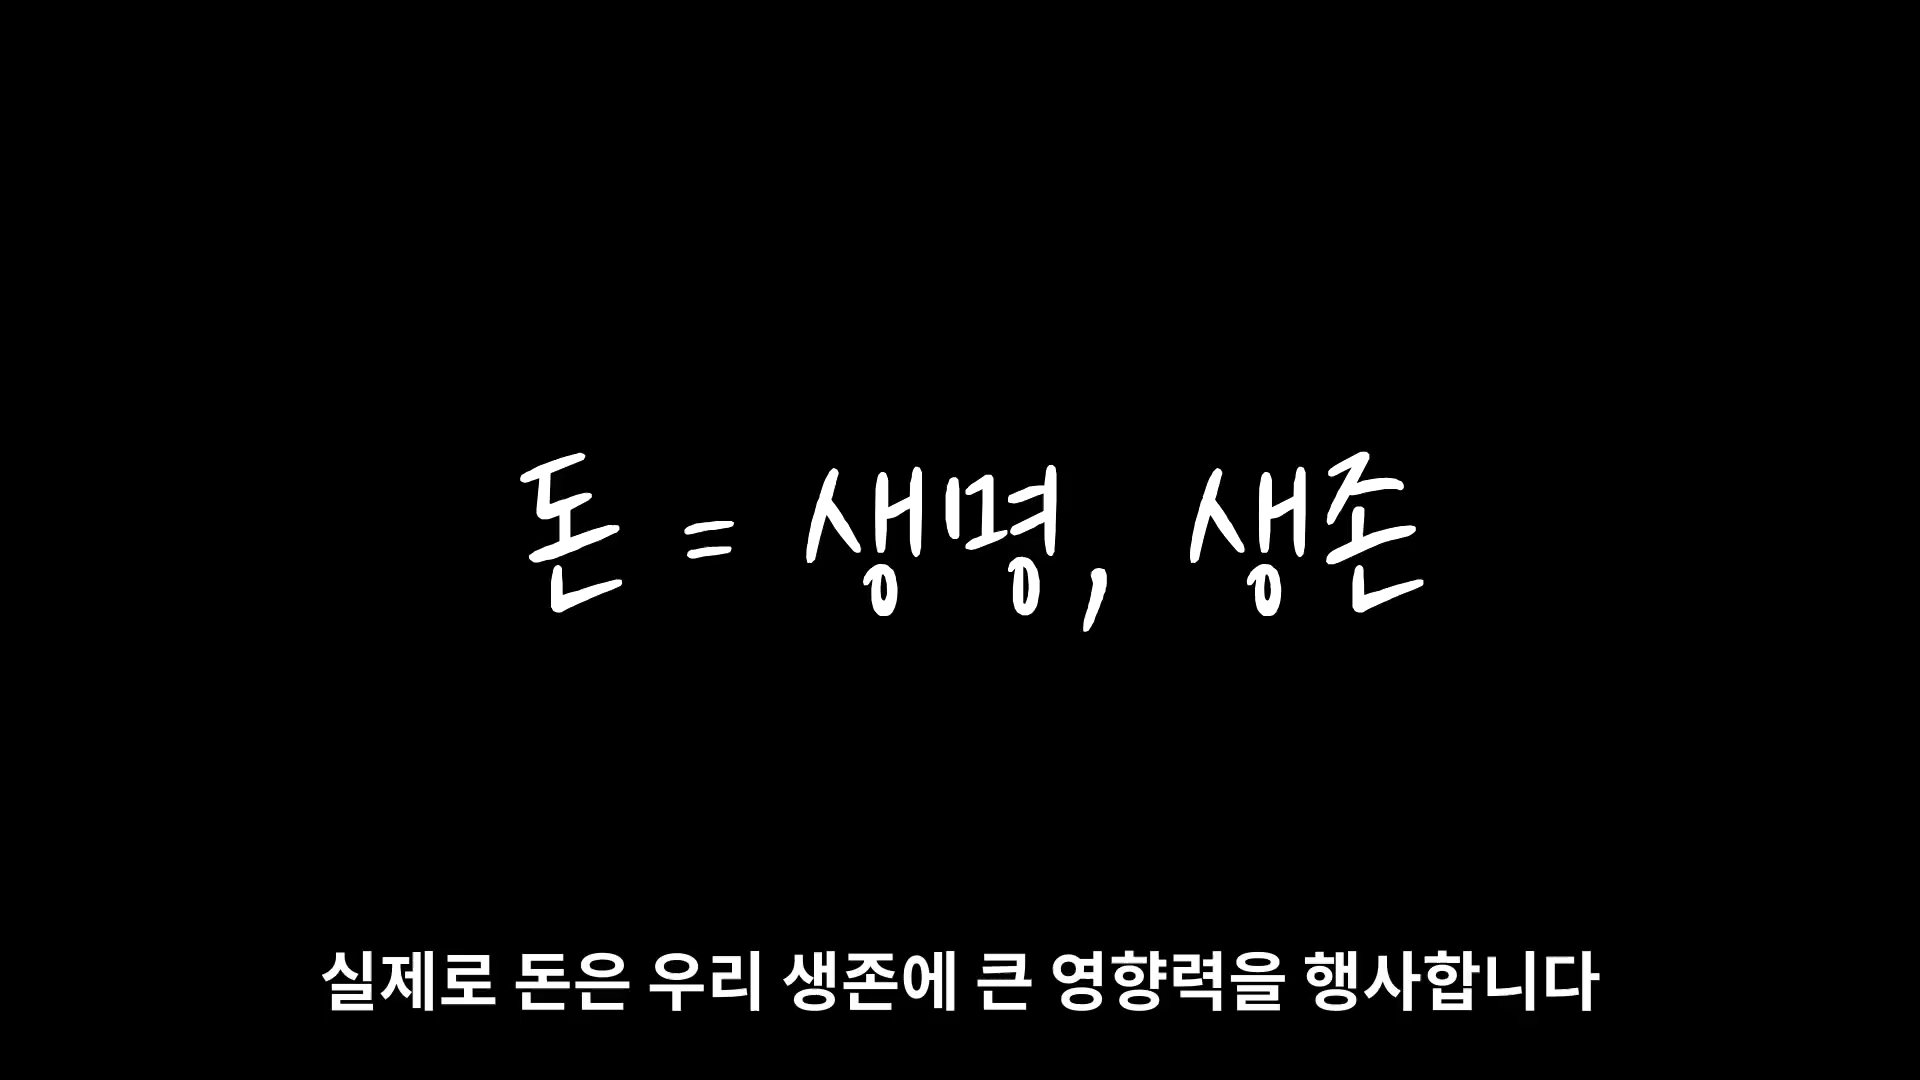 돈 = 생명, 생존
실제로 돈은 우리 생존에 큰 영향력을 행사합니다